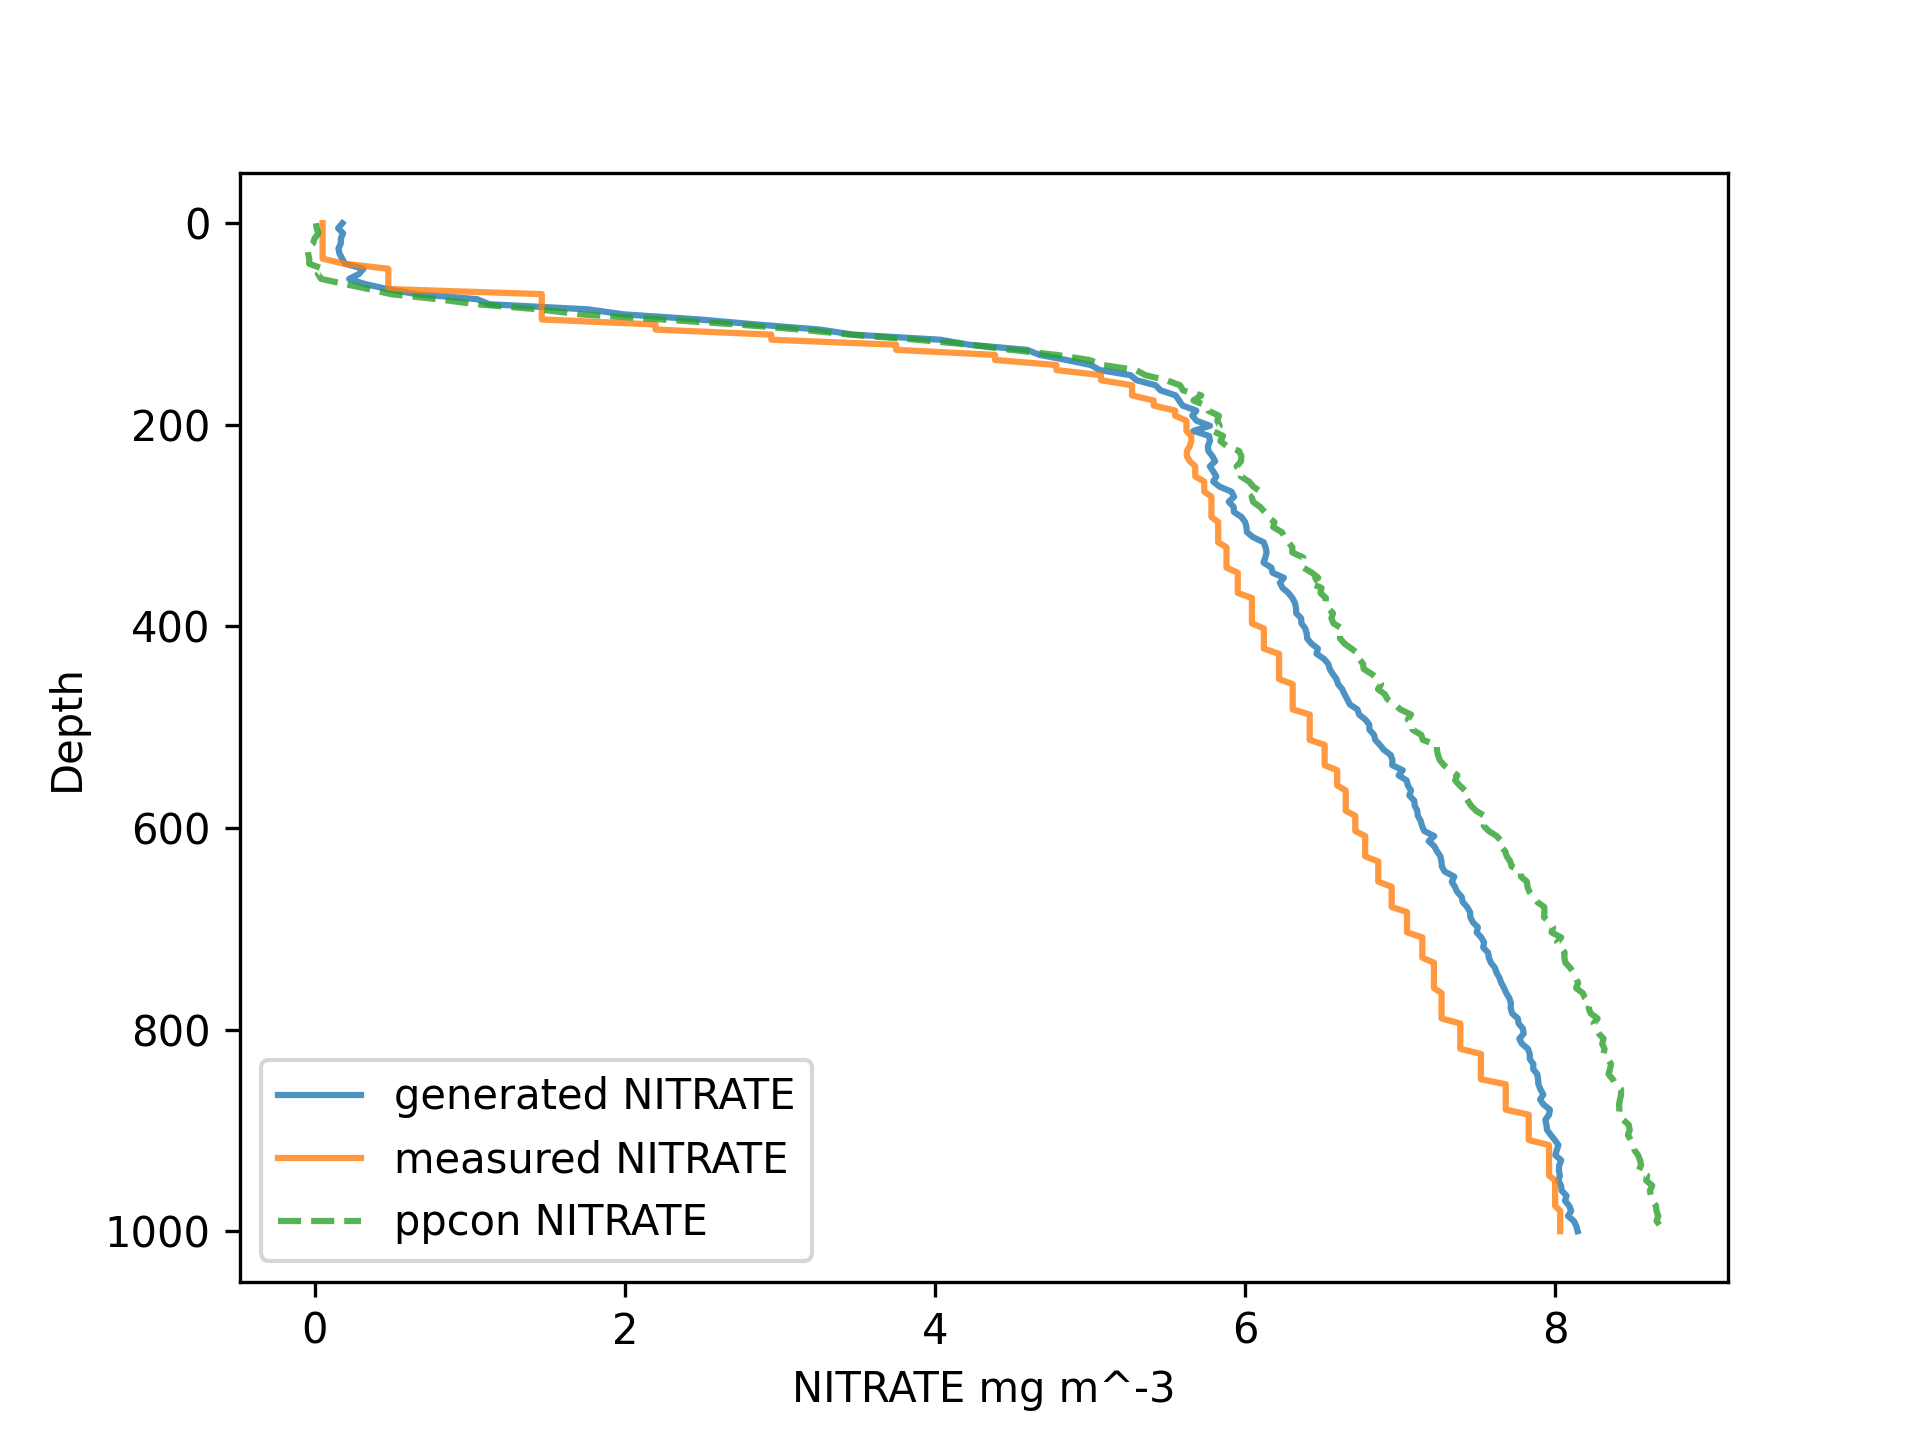 0
200
400
600
800
1000
Depth
generated NITRATE
measured NITRATE
ppcon NITRATE
0 2 4 6 8
NITRATE mg m^-3